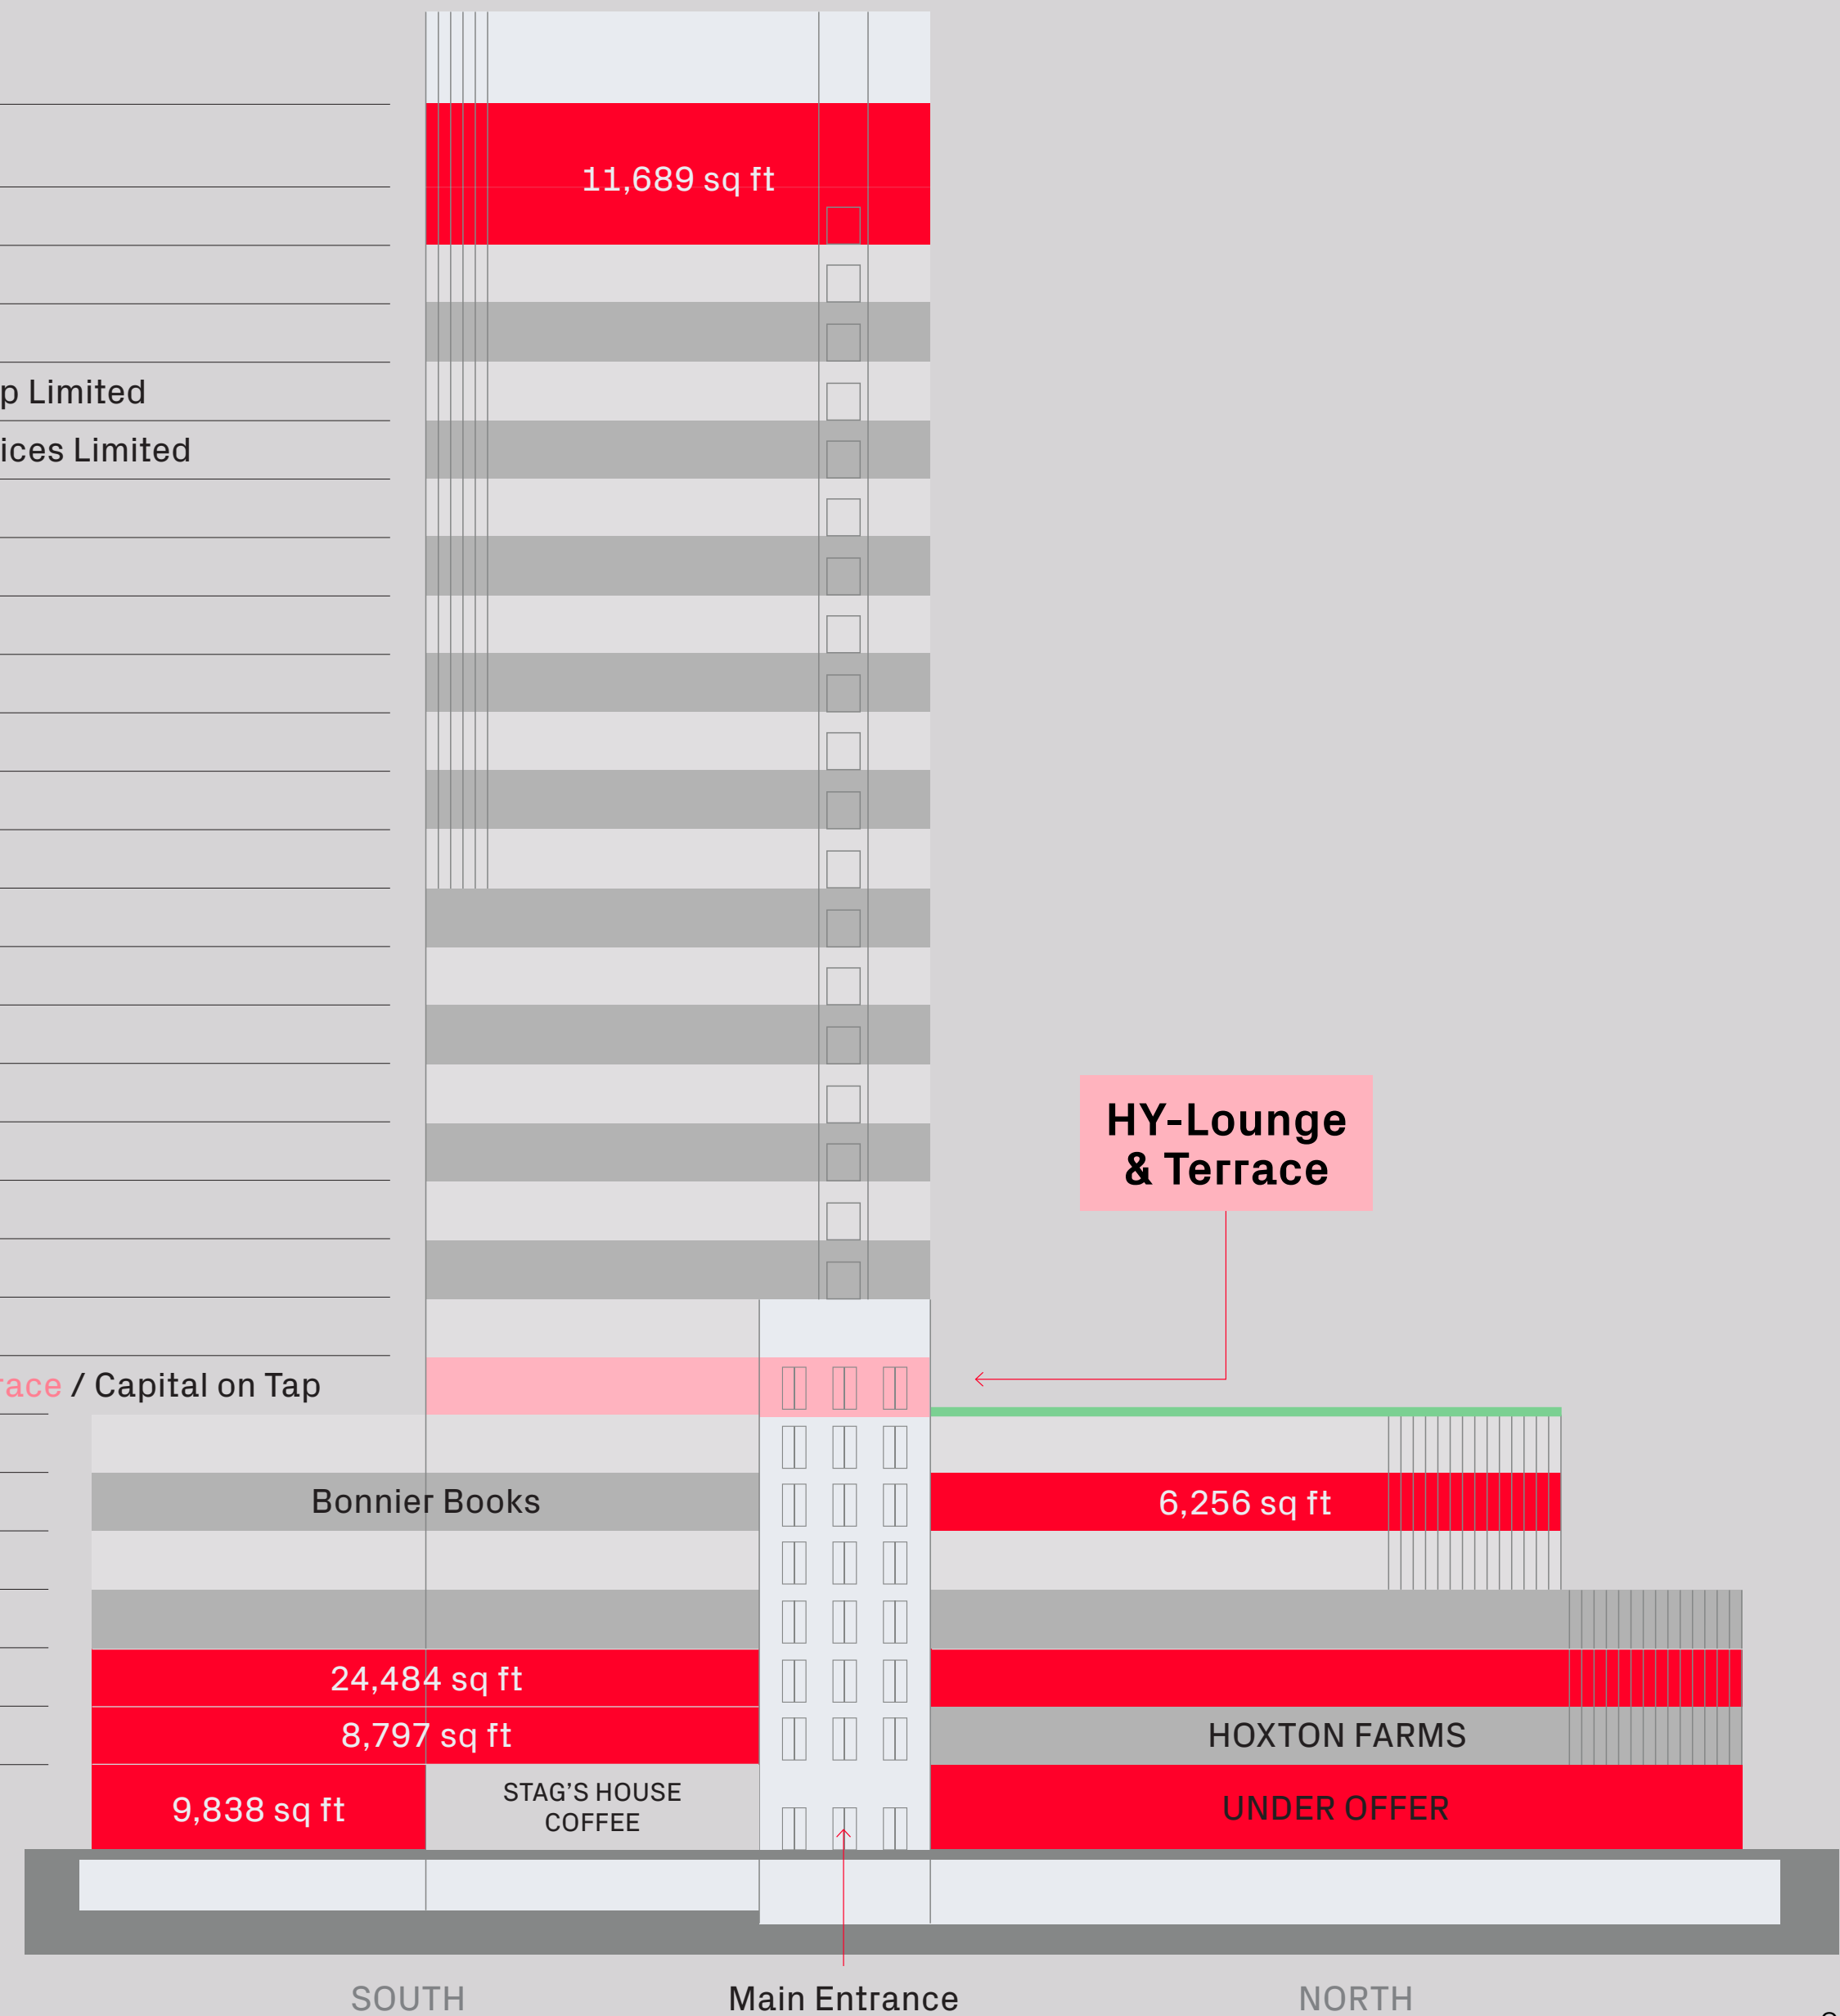 11,689 sq ft
p Limited
ices Limited
HY-Lounge
& Terrace
race / Capital on Tap
Bonnier Books
6,256 sq ft
24,484 sq ft
8,797 sq ft
HOXTON FARMS
9,838 sq ft
STAG'S HOUSE
COFFEE
UNDER OFFER
SOUTH
Main Entrance
NORTH